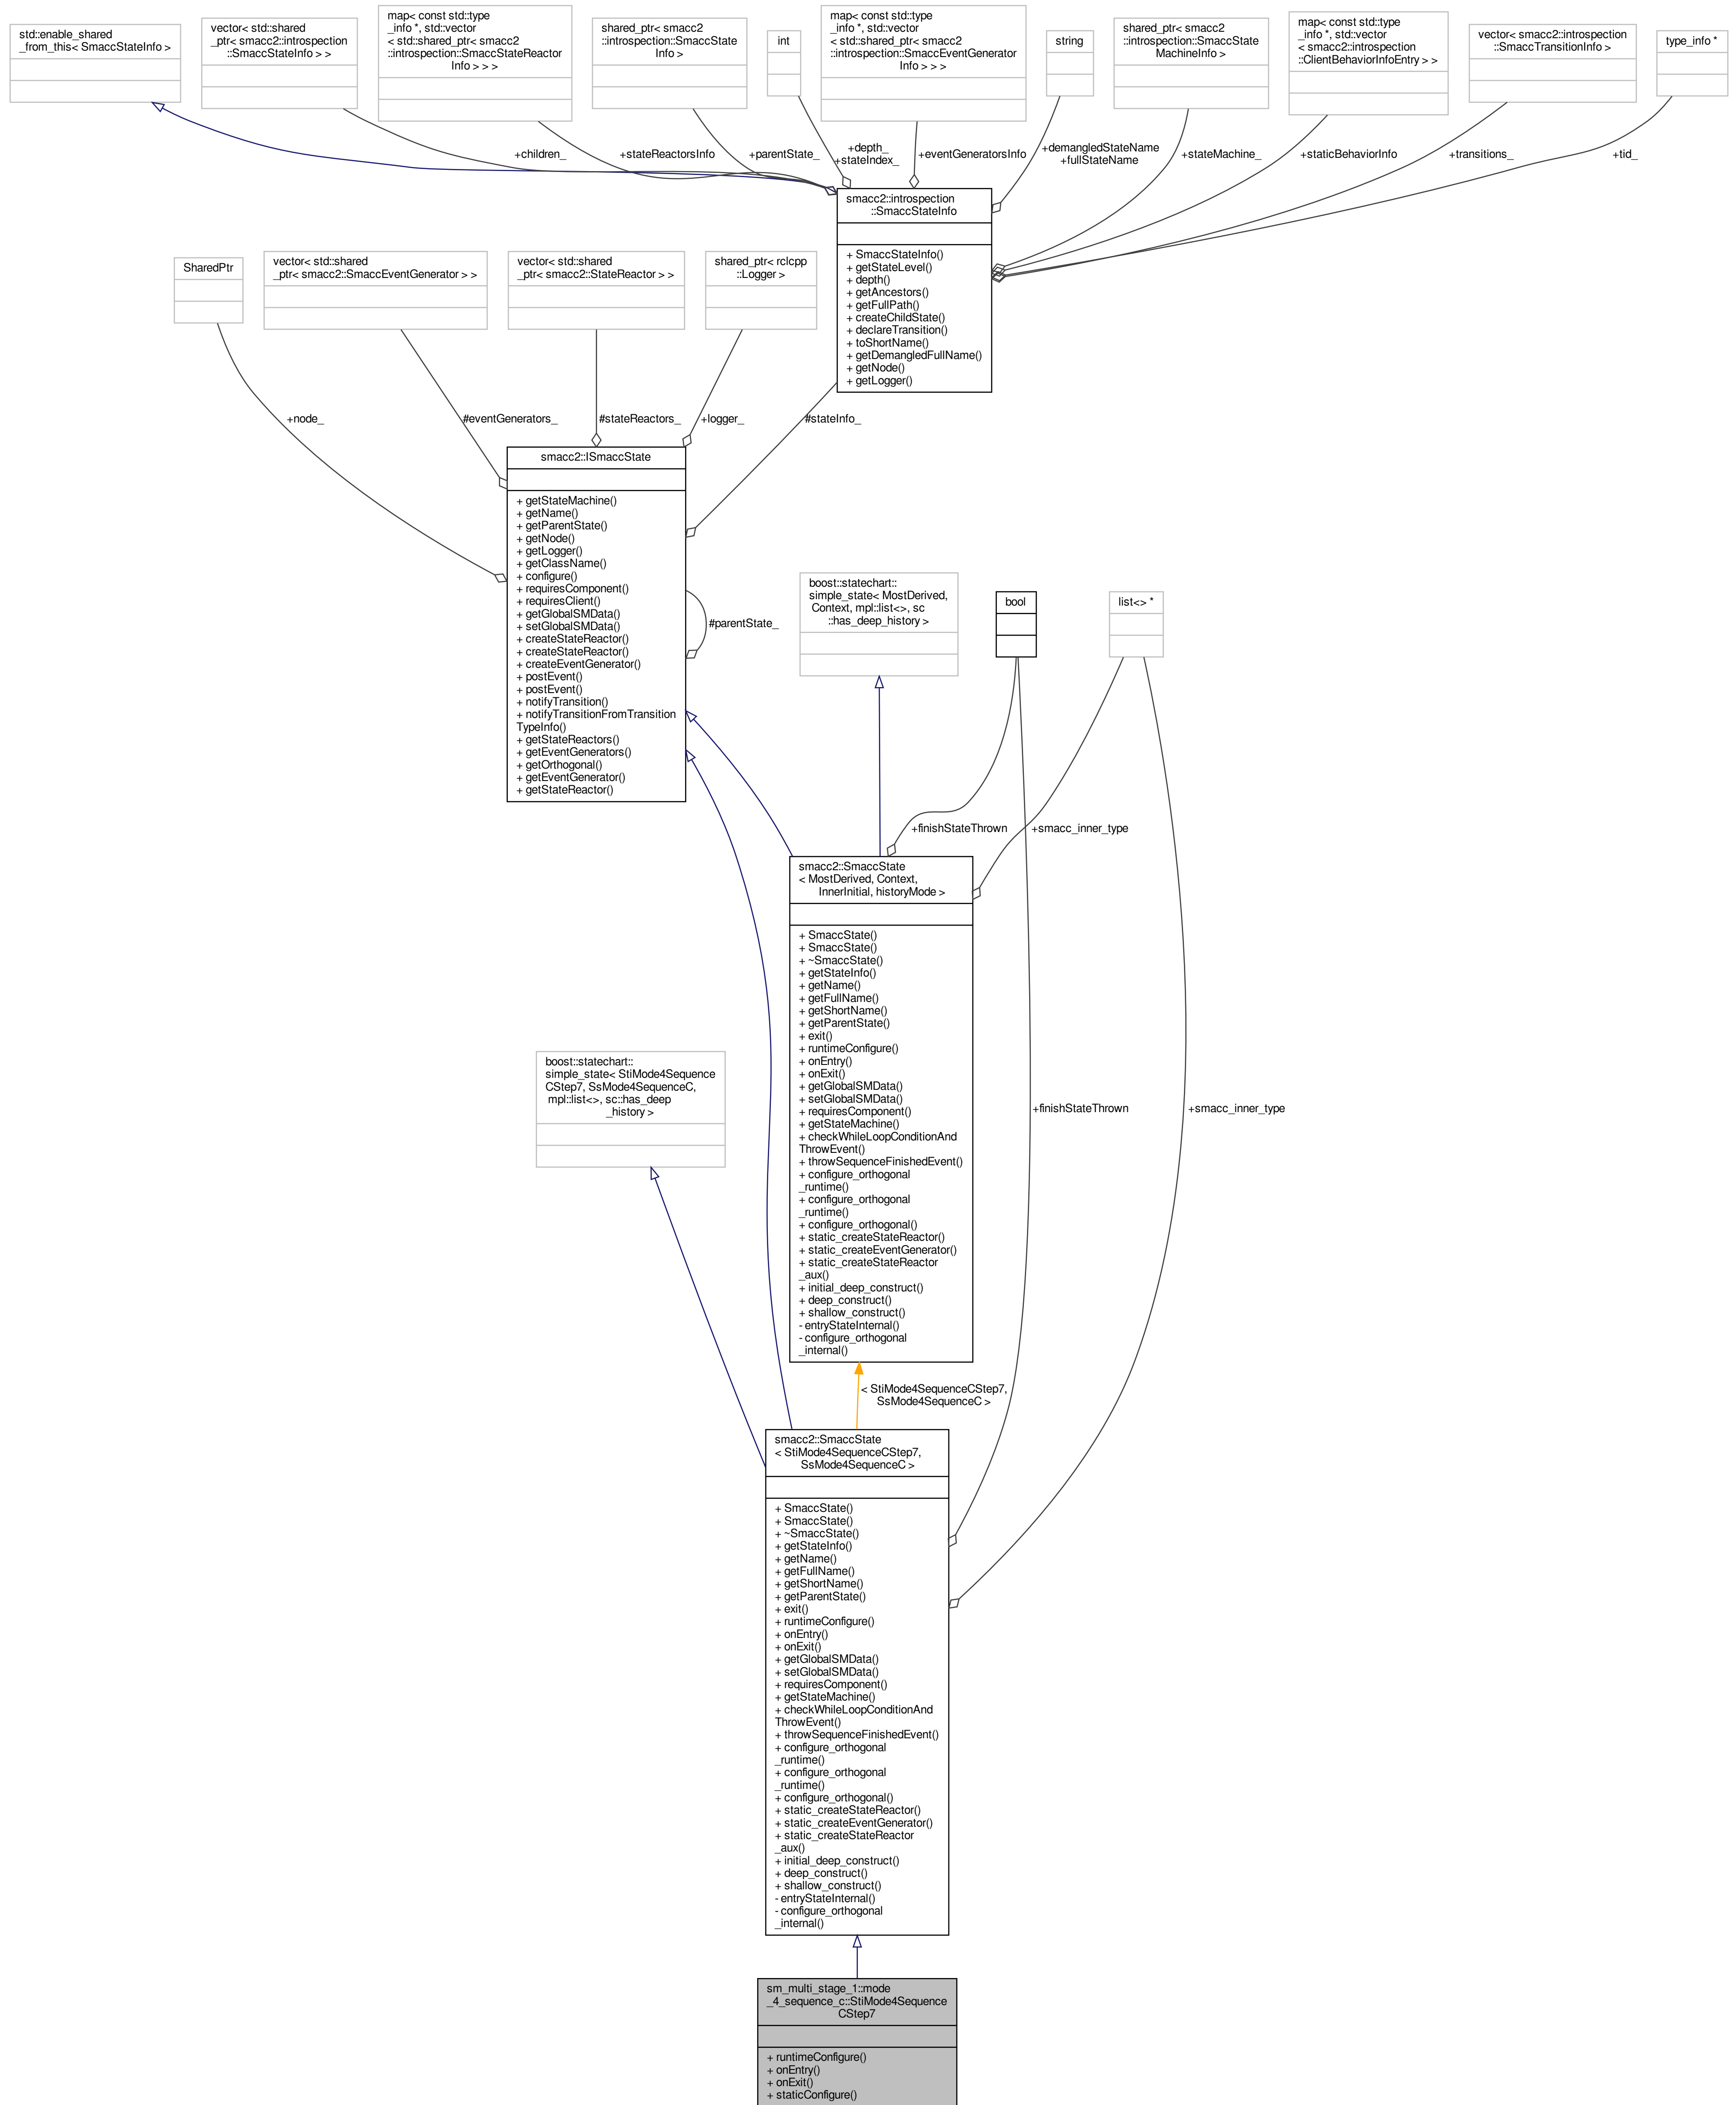 std::enable_shared
_from_this< SmaccStateInfo >
vector< std::shared
_ptr< smacc2::introspection
::SmaccStateInfo > >
map< const std::type
_info *, std::vector
< std::shared_ptr< smacc2
::introspection::SmaccStateReactor
Info > > >
shared_ptr< smacc2
::introspection::SmaccState
Info >
int
map< const std::type
_info *, std::vector
< std::shared_ptr< smacc2
::introspection::SmaccEventGenerator
Info > > >
string
shared_ptr< smacc2
::introspection::SmaccState
MachineInfo >
map< const std::type
_info *, std::vector
< smacc2::introspection
::ClientBehaviorInfoEntry > >
vector< smacc2::introspection
::SmaccTransitionInfo >
type_info *
+children_
+stateReactorsInfo
+parentState_
+depth_
+stateIndex_
+eventGeneratorsInfo
+demangledStateName
+fullStateName
+stateMachine_
+staticBehaviorInfo
+transitions_
+tid_
smacc2::introspection
::SmaccStateInfo
+ SmaccStateInfo()
+ getStateLevel()
+ depth()
+ getAncestors()
+ getFullPath()
+ createChildState()
+ declareTransition()
+ toShortName()
+ getDemangledFullName()
+ getNode()
+ getLogger()
SharedPtr
vector< std::shared
_ptr< smacc2::SmaccEventGenerator > >
vector< std::shared
_ptr< smacc2::StateReactor > >
shared_ptr< rclcpp
::Logger >
+node_
#eventGenerators_
#stateReactors_
+logger_
#stateInfo_
smacc2::ISmaccState
+ getStateMachine()
+ getName()
+ getParentState()
+ getNode()
+ getLogger()
+ getClassName()
+ configure()
+ requiresComponent()
+ requiresClient()
+ getGlobalSMData()
+ setGlobalSMData()
+ createStateReactor()
+ createStateReactor()
+ createEventGenerator()
+ postEvent()
+ postEvent()
+ notifyTransition()
+ notifyTransitionFromTransition
TypeInfo()
+ getStateReactors()
+ getEventGenerators()
+ getOrthogonal()
+ getEventGenerator()
+ getStateReactor()
#parentState_
boost::statechart::
simple_state< MostDerived,
Context, mpl::list<>, sc
::has_deep_history >
bool
list<> *
+finishStateThrown
+smacc_inner_type
smacc2::SmaccState
< MostDerived, Context,
InnerInitial, historyMode >
+ SmaccState()
+ SmaccState()
+ ~SmaccState()
+ getStateInfo()
+ getName()
+ getFullName()
+ getShortName()
+ getParentState()
+ exit()
+ runtimeConfigure()
+ onEntry()
+ onExit()
+ getGlobalSMData()
+ setGlobalSMData()
+ requiresComponent()
+ getStateMachine()
+ checkWhileLoopConditionAnd
ThrowEvent()
+ throwSequenceFinishedEvent()
+ configure_orthogonal
_runtime()
+ configure_orthogonal
_runtime()
+ configure_orthogonal()
+ static_createStateReactor()
+ static_createEventGenerator()
+ static_createStateReactor
_aux()
+ initial_deep_construct()
+ deep_construct()
+ shallow_construct()
- entryStateInternal()
- configure_orthogonal
_internal()
boost::statechart::
simple_state< StiMode4Sequence
CStep7, SsMode4SequenceC,
mpl::list<>, sc::has_deep
_history >
+finishStateThrown
+smacc_inner_type
< StiMode4SequenceCStep7,
SsMode4SequenceC >
smacc2::SmaccState
< StiMode4SequenceCStep7,
SsMode4SequenceC >
+ SmaccState()
+ SmaccState()
+ ~SmaccState()
+ getStateInfo()
+ getName()
+ getFullName()
+ getShortName()
+ getParentState()
+ exit()
+ runtimeConfigure()
+ onEntry()
+ onExit()
+ getGlobalSMData()
+ setGlobalSMData()
+ requiresComponent()
+ getStateMachine()
+ checkWhileLoopConditionAnd
ThrowEvent()
+ throwSequenceFinishedEvent()
+ configure_orthogonal
_runtime()
+ configure_orthogonal
_runtime()
+ configure_orthogonal()
+ static_createStateReactor()
+ static_createEventGenerator()
+ static_createStateReactor
_aux()
+ initial_deep_construct()
+ deep_construct()
+ shallow_construct()
- entryStateInternal()
- configure_orthogonal
_internal()
sm_multi_stage_1::mode
_4_sequence_c::StiMode4Sequence
CStep7
+ runtimeConfigure()
+ onEntry()
+ onExit()
+ staticConfigure()